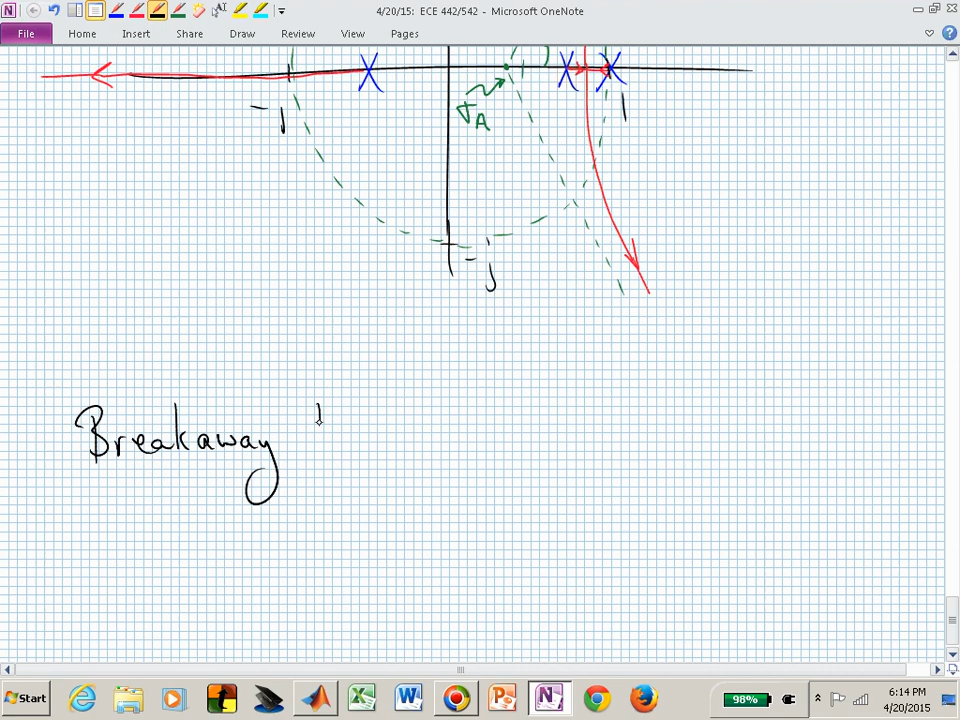 4/20/15: ECE 442/542 - Microsoft OneNote
File Home Insert Share Draw View Review Pages
-1
σA
1
-j
Breakaway
Start
98%
6:14 PM
4/20/2015